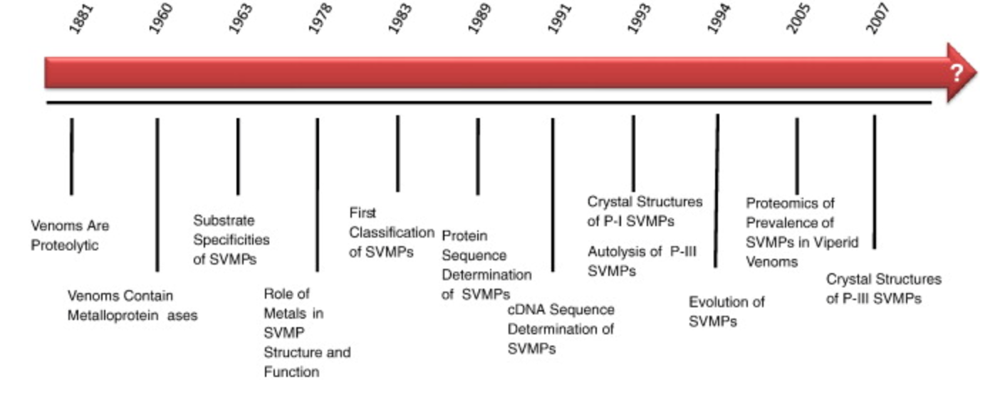 1881
1960
1963
1978
1983
1989
1991
1993
1994
2005
2007
?
Venoms Are
Proteolytic
Venoms Contain
Metalloprotein ases
Substrate
Specificities
of SVMPs
Role of
Metals in
SVMP
Structure and
Function
First
Classification
of SVMPs
Protein
Sequence
Determination
of SVMPs
cDNA Sequence
Determination of
SVMPs
Crystal Structures
of P-I SVMPs
Autolysis of P-III
SVMPs
Evolution of
SVMPs
Proteomics of
Prevalence of
SVMPs in Viperid
Venoms
Crystal Structures
of P-III SVMPs